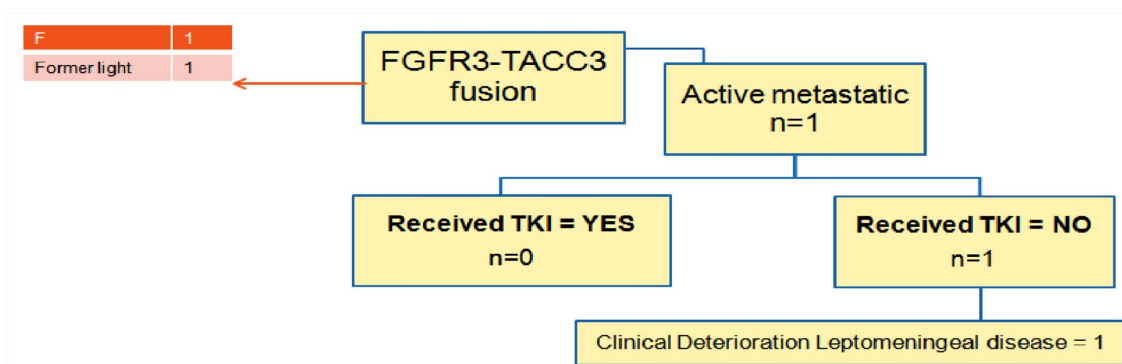 F 1
Former light 1
FGFR3-TACC3
fusion
Active metastatic
n=1
Received TKI = YES
n=0
Received TKI = NO
n=1
Clinical Deterioration Leptomeningeal disease = 1